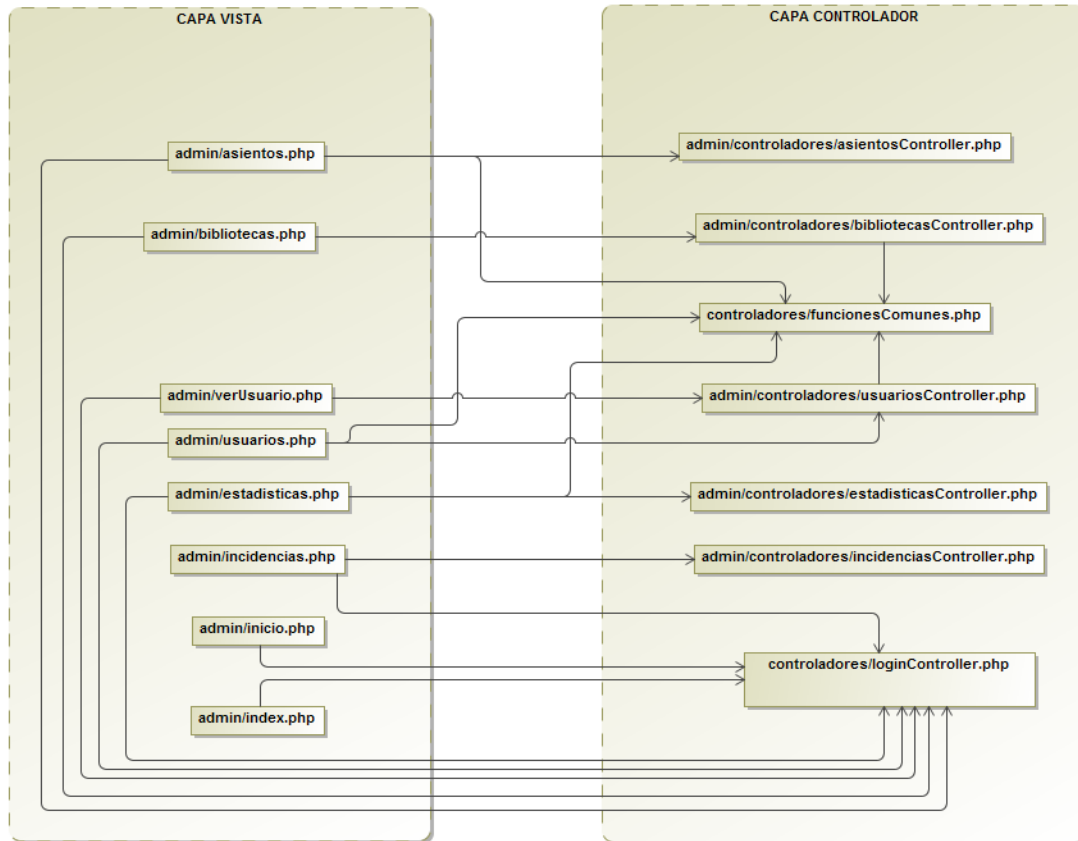 CAPA VISTA
admin/asientos.php
admin/bibliotecas.php
admin/verUsuario.php
admin/usuarios.php
admin/estadisticas.php
admin/incidencias.php
admin/inicio.php
admin/index.php
CAPA CONTROLADOR
admin/controladores/asientosController.php
admin/controladores/bibliotecasController.php
controladores/funcionesComunes.php
admin/controladores/usuariosController.php
admin/controladores/estadisticasController.php
admin/controladores/incidenciasController.php
controladores/loginController.php